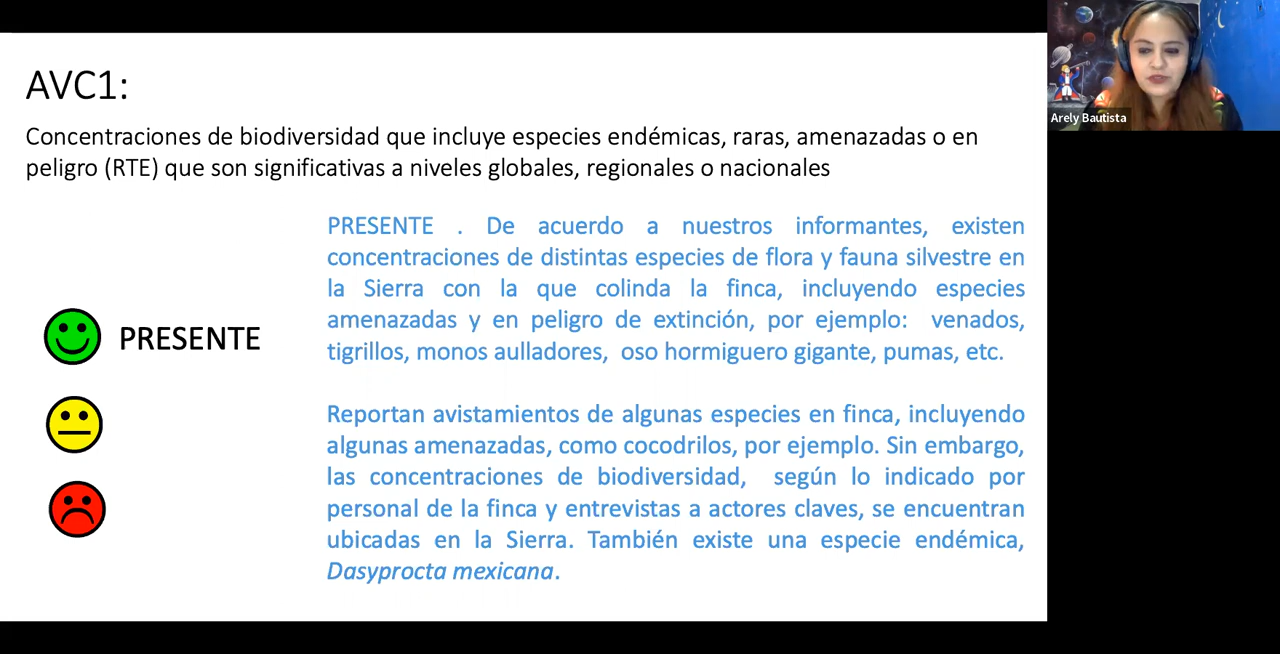 AVC1:
Concentraciones de biodiversidad que incluye especies endémicas, raras, amenazadas o en
peligro (RTE) que son significativas a niveles globales, regionales o nacionales
PRESENTE . De acuerdo a nuestros informantes, existen
concentraciones de distintas especies de flora y fauna silvestre en
la Sierra con la que colinda la finca, incluyendo especies
amenazadas y en peligro de extinción, por ejemplo: venados,
tigrillos, monos aulladores, oso hormiguero gigante, pumas, etc.
PRESENTE
Reportan avistamientos de algunas especies en finca, incluyendo
algunas amenazadas, como cocodrilos, por ejemplo. Sin embargo,
las concentraciones de biodiversidad, según lo indicado por
personal de la finca y entrevistas a actores claves, se encuentran
ubicadas en la Sierra. También existe una especie endémica,
Dasyprocta mexicana.
Arely Bautista